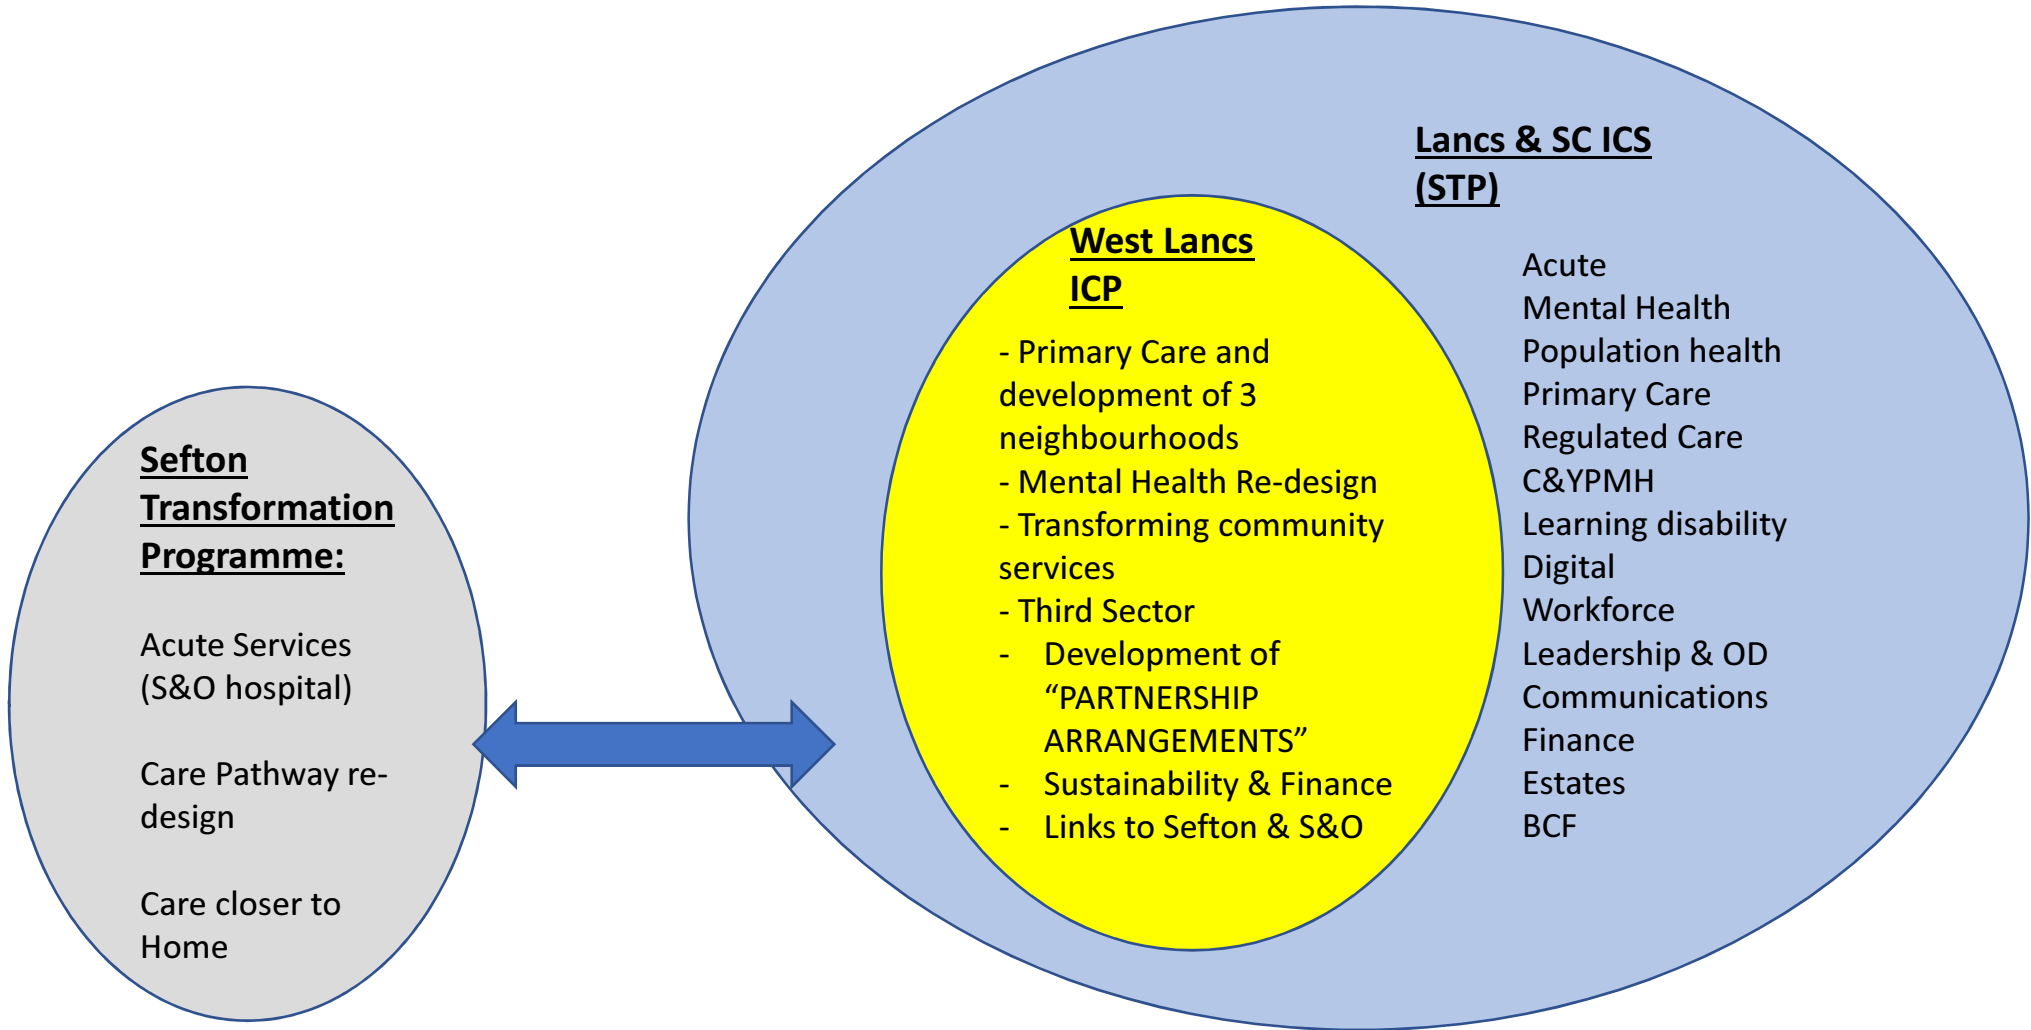 Sefton
Transformation
Programme:
Acute Services
(S&O hospital)
Care Pathway re-
design
Care closer to
Home
West Lancs
ICP
- Primary Care and
development of 3
neighbourhoods
- Mental Health Re-design
- Transforming community
services
- Third Sector
- Development of
“PARTNERSHIP
ARRANGEMENTS”
- Sustainability & Finance
- Links to Sefton & S&O
Lancs & SC ICS
(STP)
Acute
Mental Health
Population health
Primary Care
Regulated Care
C&YPMH
Learning disability
Digital
Workforce
Leadership & OD
Communications
Finance
Estates
BCF